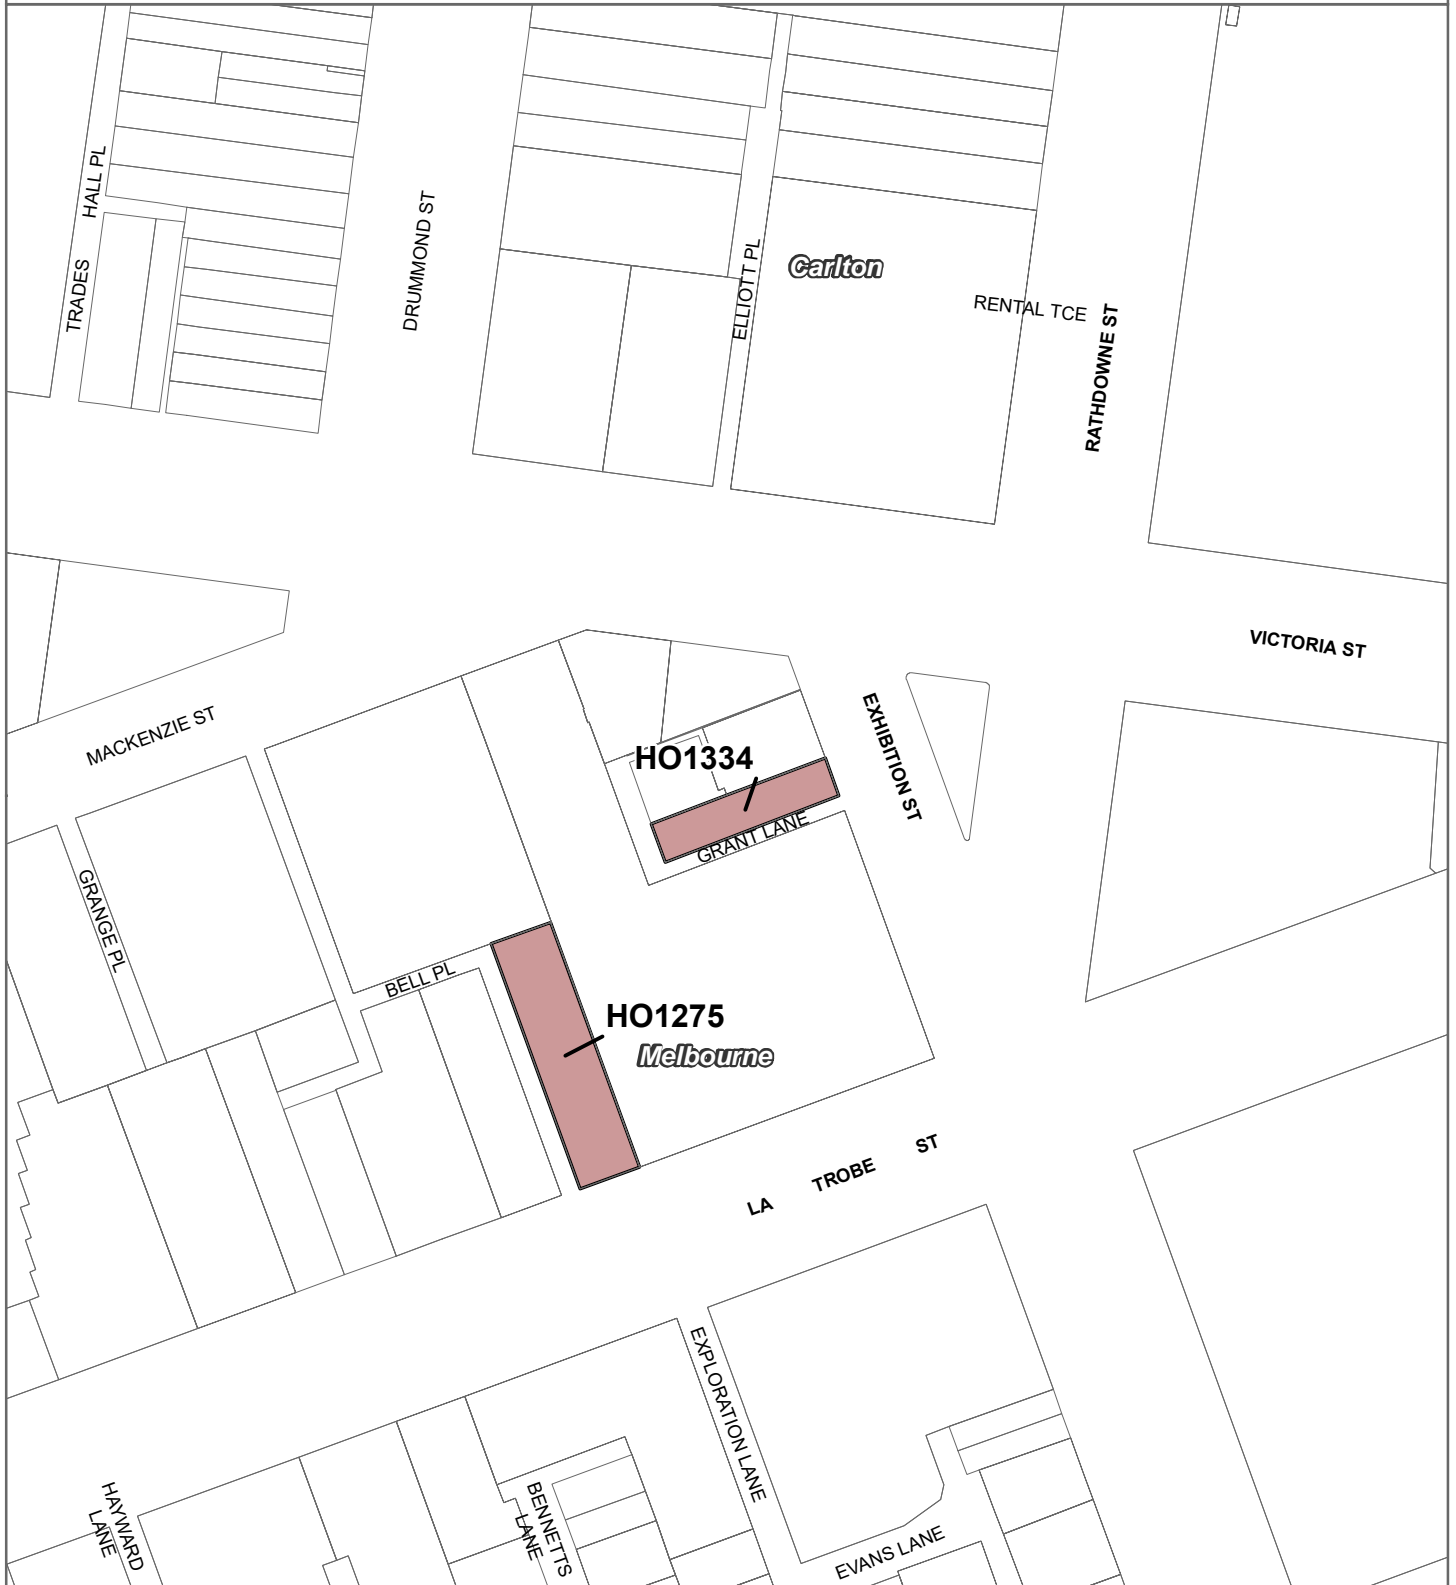 TRADES HALL PL
DRUMMOND ST
ELLIOTT PL
Carlton
RENTAL TCE
RATHDOWNE ST
VICTORIA ST
MACKENZIE ST
EXHIBITION ST
HO1334
GRANT LANE
GRANGE PL
BELL PL
HO1275
Melbourne
LA TROBE ST
EXPLORATION LANE
HAYWARD
LANE
BENNETTS
LANE
EVANS LANE